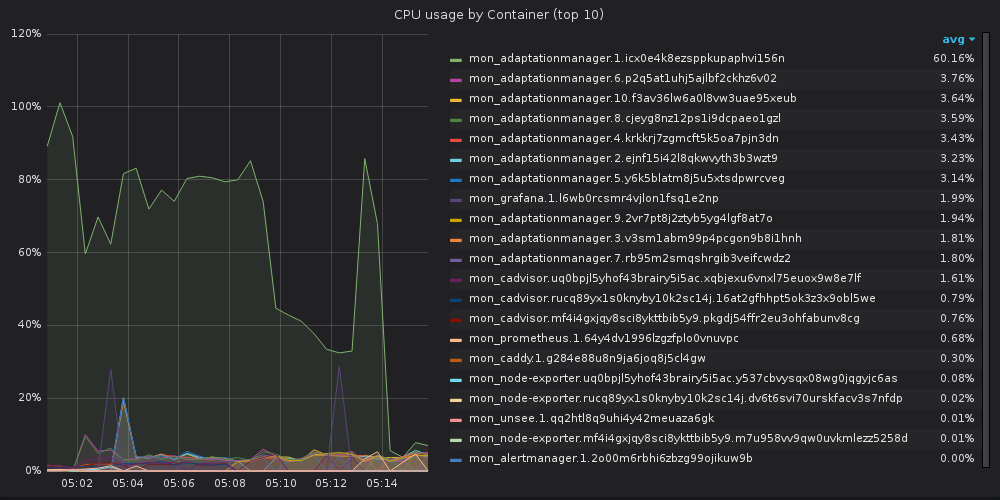 CPU usage by Container (top 10)
120%
100%
80%
60%
40%
20%
0%
05:02 05:04 05:06 05:08 05:10 05:12 05:14
avg
mon_adaptationmanager.1.icx0e4k8ezsppkupaphvi156n 60.16%
mon_adaptationmanager.6.p2q5at1uhj5ajlbf2ckhz6v02 3.76%
mon_adaptationmanager.10.f3av36lw6a0l8vw3uae95xeub 3.64%
mon_adaptationmanager.8.cjeyg8nz12ps1i9dcpaeo1gzl 3.59%
mon_adaptationmanager.4.krkkrj7zgmcft5k5oa7pjn3dn 3.43%
mon_adaptationmanager.2.ejnf15i42l8qkwvyth3b3wzt9 3.23%
mon_adaptationmanager.5.y6k5blatm8j5u5xtsdpwrcveg 3.14%
mon_grafana.1.l6wb0rcsmr4vjlon1fsq1e2np 1.99%
mon_adaptationmanager.9.2vr7pt8j2ztyb5yg4lgf8at7o 1.94%
mon_adaptationmanager.3.v3sm1abm99p4pcgon9b8i1hnh 1.81%
mon_adaptationmanager.7.rb95m2smqshrgib3veifcwdz2 1.80%
mon_cadvisor.uq0bpjl5yhof43brairy5i5ac.xqbjexu6vnxl75euox9w8e7lf 1.61%
mon_cadvisor.rucq89yx1s0knyby10k2sc14j.16at2gfhhpt5ok3z3x9obl5we 0.79%
mon_cadvisor.mf4i4gxjqy8sci8ykttbib5y9.pkgdj54ffr2eu3ohfabunv8cg 0.76%
mon_prometheus.1.64y4dv1996lzgzfplo0vnuvpc 0.68%
mon_caddy.1.g284e88u8n9ja6joq8j5cl4gw 0.30%
mon_node-exporter.uq0bpjl5yhof43brairy5i5ac.y537cbvysqx08wg0jqgyjc6as 0.08%
mon_node-exporter.rucq89yx1s0knyby10k2sc14j.dv6t6svi70urskfacv3s7nfdp 0.02%
mon_unsee.1.qq2htl8q9uhi4y42meuaza6gk 0.01%
mon_node-exporter.mf4i4gxjqy8sci8ykttbib5y9.m7u958vv9qw0uvkmlezz5258d 0.01%
mon_alertmanager.1.2o00m6rbhi6zbzg99ojikuw9b 0.00%